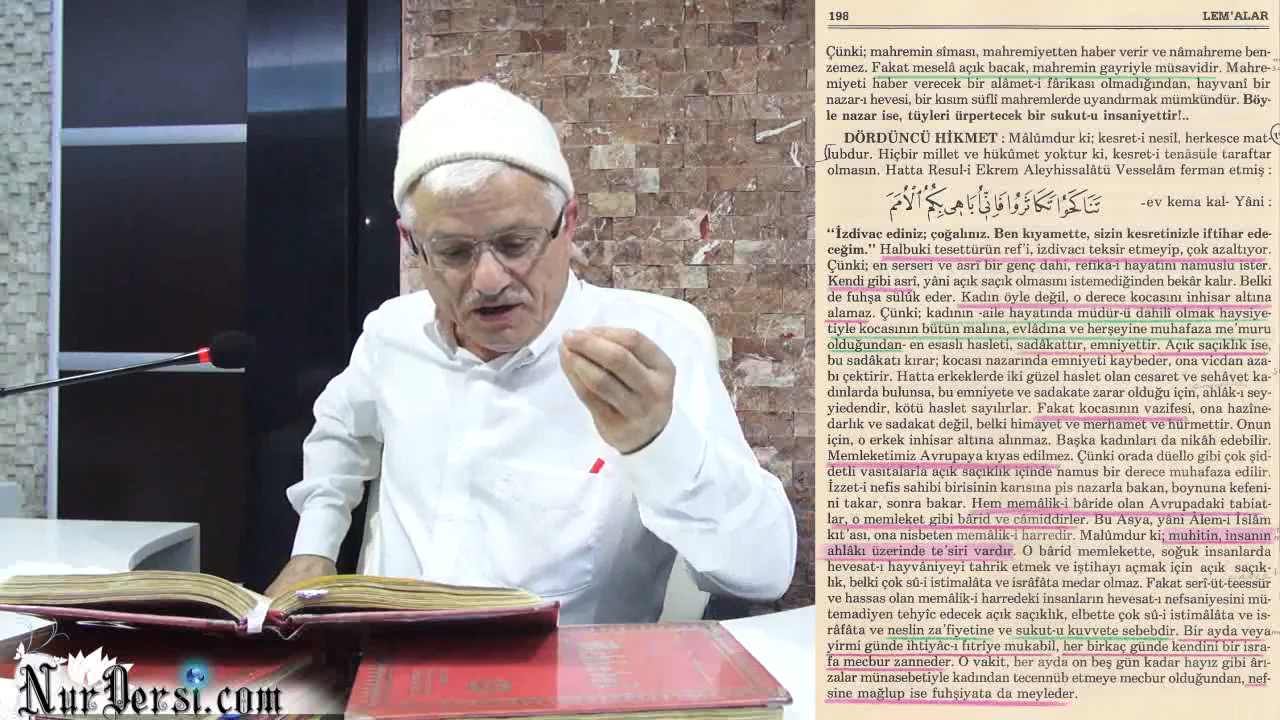 198
LEM'ALAR
Çünki; mahremin sîması, mahremiyetten haber verir ve nâmahreme ben-
zemez. Fakat meselâ açık bacak, mahremin gayriyle müsavidir. Mahre-
miyeti haber verecek bir alâmet-i fârikası olmadığından, hayvanî bir
nazar-ı hevesi, bir kısım süflî mahremlerde uyandırmak mümkündür. Böy-
le nazar ise, tüyleri ürpertecek bir sukut-u insaniyettir!..
DÖRDÜNCÜ HİKMET : Mâlûmdur ki; kesret-i nesil, herkesce mat-
lubdur. Hiçbir millet ve hükûmet yoktur ki, kesret-i tenâsüle taraftar
olmasın. Hatta Resul-i Ekrem Aleyhissalâtü Vesselâm ferman etmiş :
تَنَاكَحُوا تَكَاثَرُوا فَاِنِّى اُبَاهِى بِكُمُ الْاُمَمَ -ev kema kal- Yâni :
"İzdivac ediniz; çoğalınız. Ben kıyamette, sizin kesretinizle iftihar ede-
ceğim." Halbuki tesettürün ref'i, izdivacı teksir etmeyip, çok azaltıyor.
Çünki; en serseri ve asrî bir genç dahi, refika-i hayatını namuslu ister.
Kendi gibi asrî, yâni açık saçık olmasını istemediğinden bekâr kalır. Belki
de fuhşa sülûk eder. Kadın öyle değil, o derece kocasını inhisar altına
alamaz. Çünki; kadının -aile hayatında müdür-ü dahilî olmak haysiye-
tiyle kocasının bütün malına, evlâdına ve herşeyine muhafaza me'muru
olduğundan- en esaslı hasleti, sadâkattır, emniyettir. Açık saçıklık ise,
bu sadâkatı kırar; kocası nazarında emniyeti kaybeder, ona vicdan aza-
bı çektirir. Hatta erkeklerde iki güzel haslet olan cesaret ve sehâvet ka-
dınlarda bulunsa, bu emniyete ve sadakate zarar olduğu için, ahlâk-ı sey-
yiedendir, kötü haslet sayılırlar. Fakat kocasının vazifesi, ona hazîne-
darlık ve sadakat değil, belki himayet ve merhamet ve hürmettir. Onun
için, o erkek inhisar altına alınmaz. Başka kadınları da nikâh edebilir.
Memleketimiz Avrupaya kıyas edilmez. Çünki orada düello gibi çok şid-
detli vasıtalarla açık saçıklık içinde namus bir derece muhafaza edilir.
İzzet-i nefis sahibi birisinin karısına pis nazarla bakan, boynuna kefeni-
ni takar, sonra bakar. Hem memâlik-i bâride olan Avrupadaki tabiat-
lar, o memleket gibi bârid ve câmiddirler. Bu Asya, yâni Âlem-i İslâm
kıt'ası, ona nisbeten memâlik-i harredir. Malûmdur ki; muhitin, insanın
ahlâkı üzerinde te'siri vardır. O bârid memlekette, soğuk insanlarda
hevesat-ı hayvâniyeyi tahrik etmek ve iştihayı açmak için açık saçık-
lık, belki çok sû-i istimalâta ve isrâfâta medar olmaz. Fakat serî-üt-teessür
ve hassas olan memâlik-i harredeki insanların hevesat-ı nefsaniyesini mü-
temadiyen tehyîc edecek açık saçıklık, elbette çok sû-i istimâlâta ve is-
râfâta ve neslin za'fiyetine ve sukut-u kuvvete sebebdir. Bir ayda veya
yirmi günde ihtiyâc-ı fıtrîye mukabil, her birkaç günde kendini bir isra-
fa mecbur zanneder. O vakit, her ayda on beş gün kadar hayız gibi ârı-
zalar münasebetiyle kadından tecennüb etmeye mecbur olduğundan, nef-
sine mağlup ise fuhşiyata da meyleder.
NurDersi.com